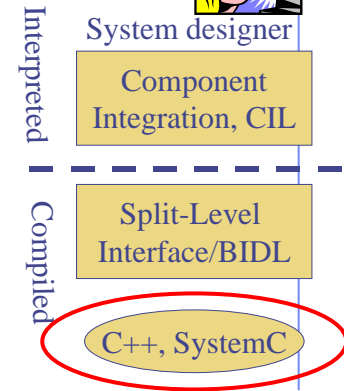 Interpreted
System designer
Component
Integration, CIL
Compiled
Split-Level
Interface/BIDL
C++, SystemC